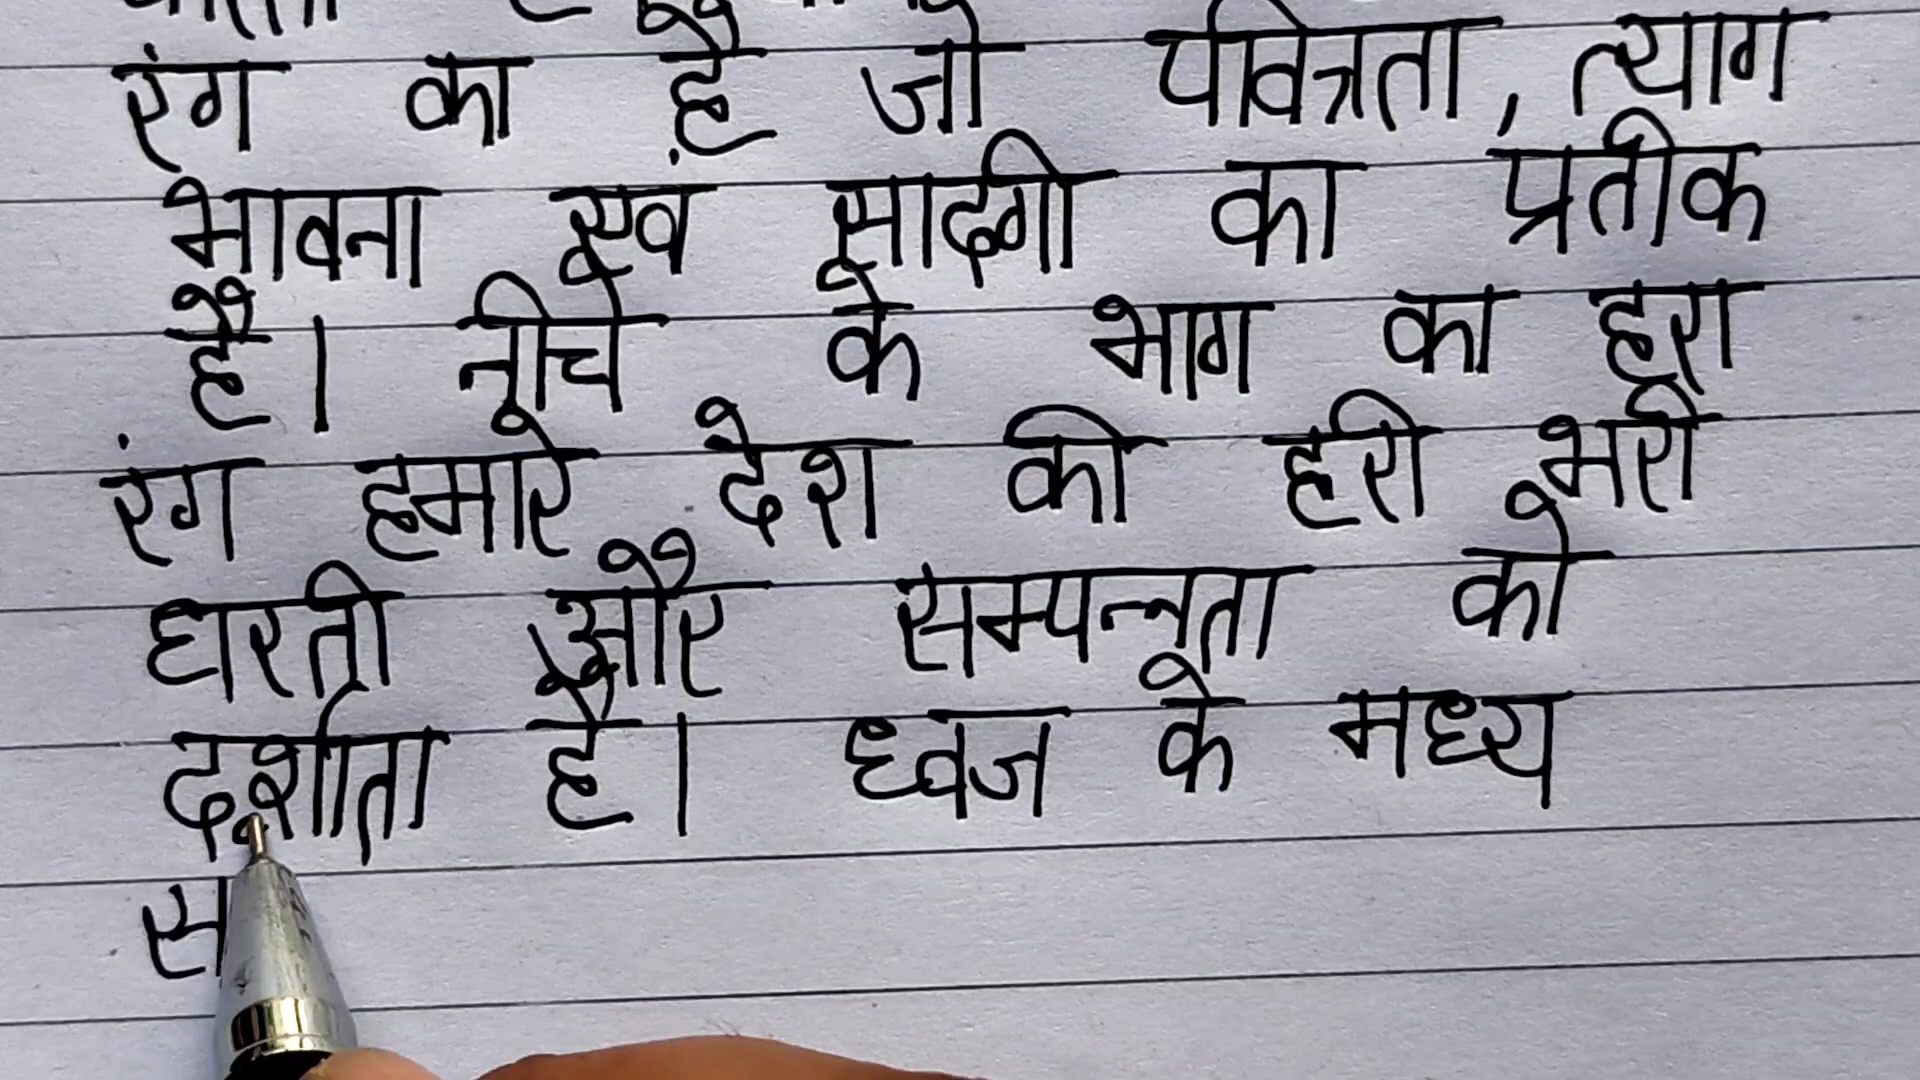 रंग का है जो पवित्रता, त्याग
भावना एवं सादगी का प्रतीक
है। नीचे के भाग का हरा
रंग हमारे देश की हरी भरी
धरती और सम्पन्नता को
दर्शाता है। ध्वज के मध्य